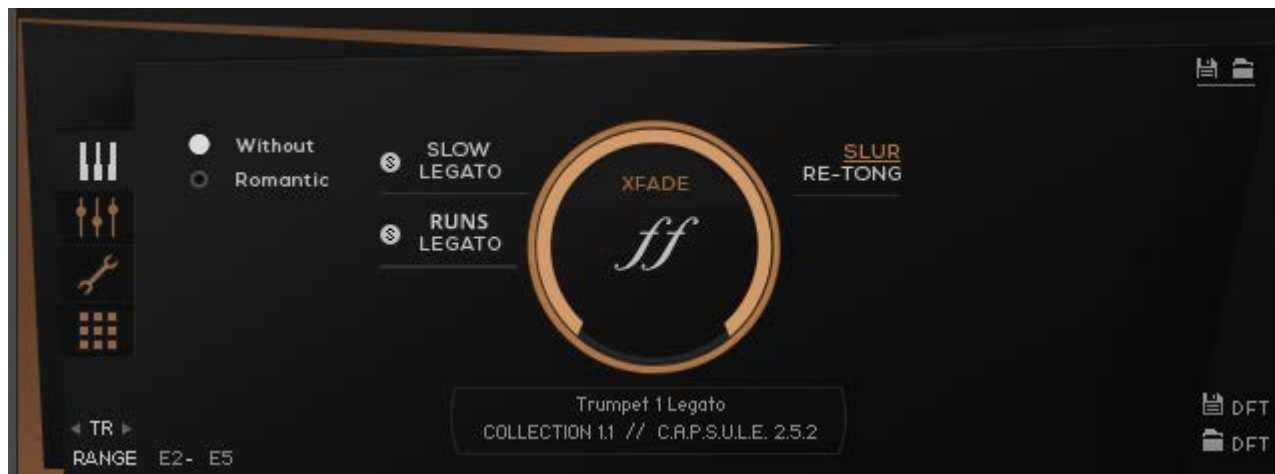 Without
Romantic
S SLOW
LEGATO
S RUNS
LEGATO
XFADE
ff
SLUR
RE-TONG
Trumpet 1 Legato
COLLECTION 1.1 // C.A.P.S.U.L.E. 2.5.2
TR
RANGE E2- E5
DFT
DFT